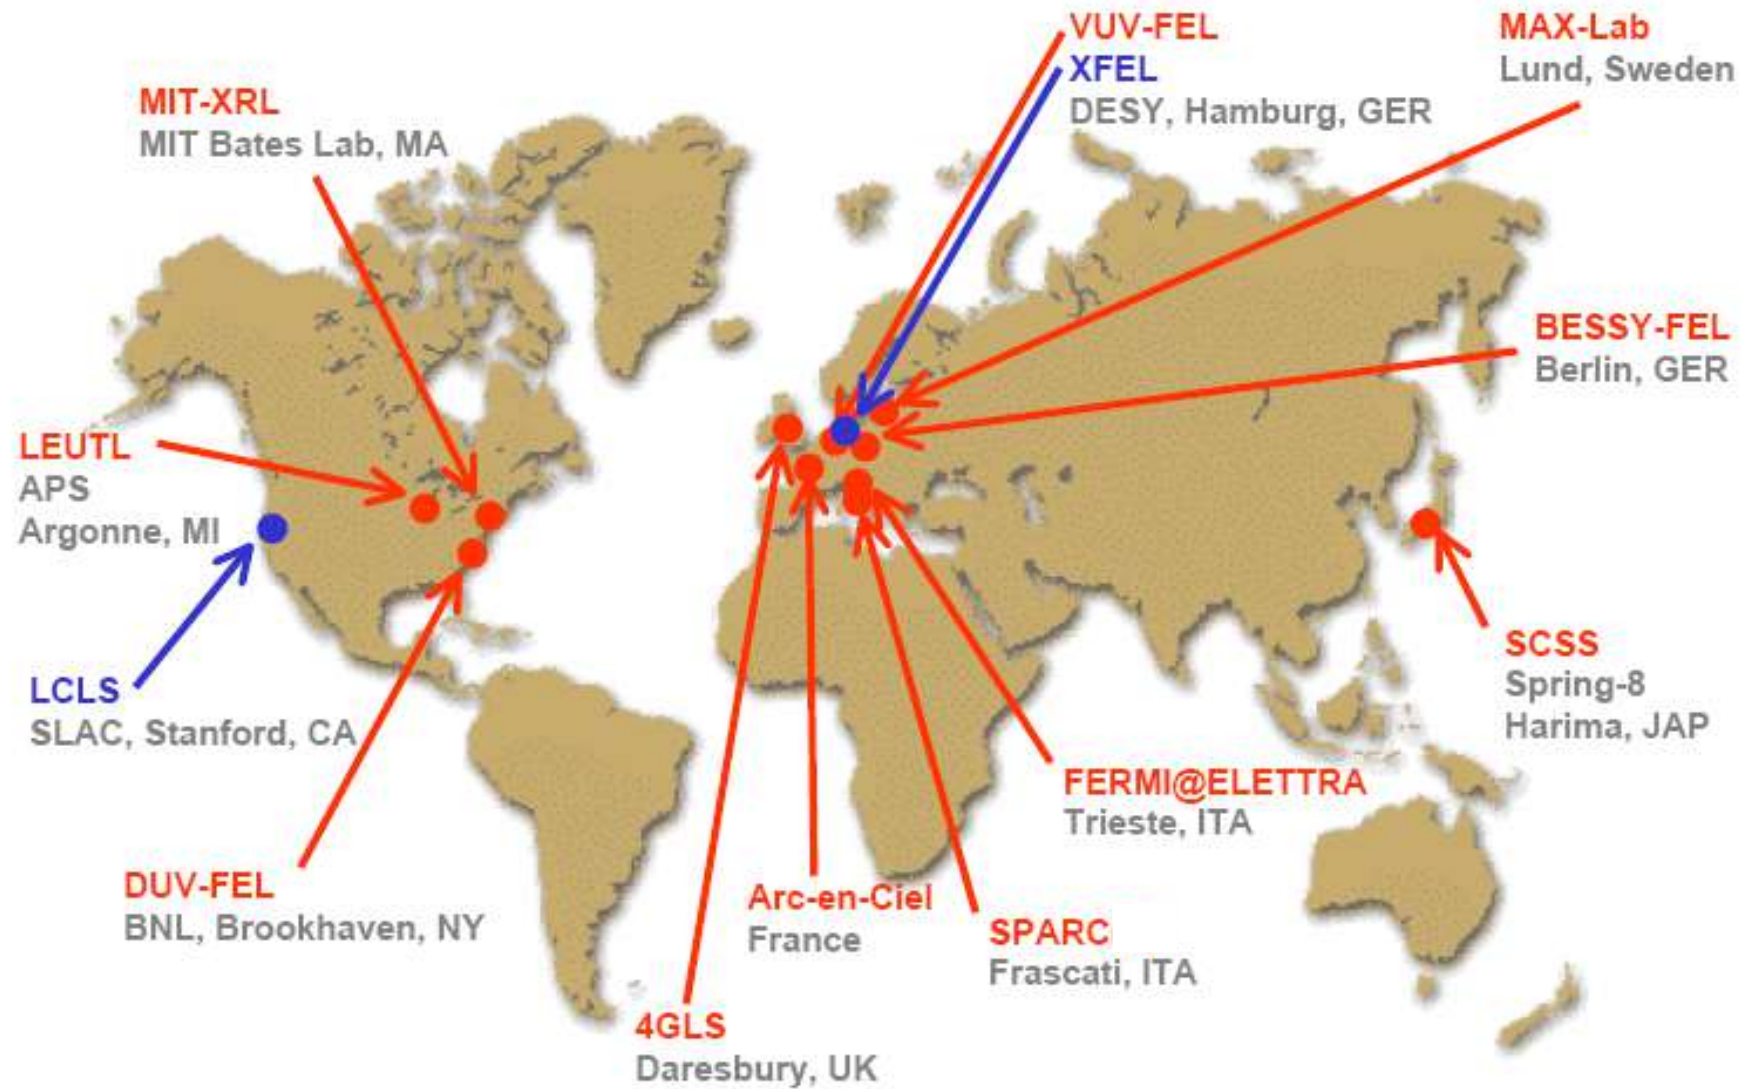 VUV-FEL
XFEL
DESY, Hamburg, GER
MAX-Lab
Lund, Sweden
MIT-XRL
MIT Bates Lab, MA
BESSY-FEL
Berlin, GER
LEUTL
APS
Argonne, MI
LCLS
SLAC, Stanford, CA
SCSS
Spring-8
Harima, JAP
FERMI@ELETTRA
Trieste, ITA
DUV-FEL
BNL, Brookhaven, NY
Arc-en-Ciel
France
SPARC
Frascati, ITA
4GLS
Daresbury, UK